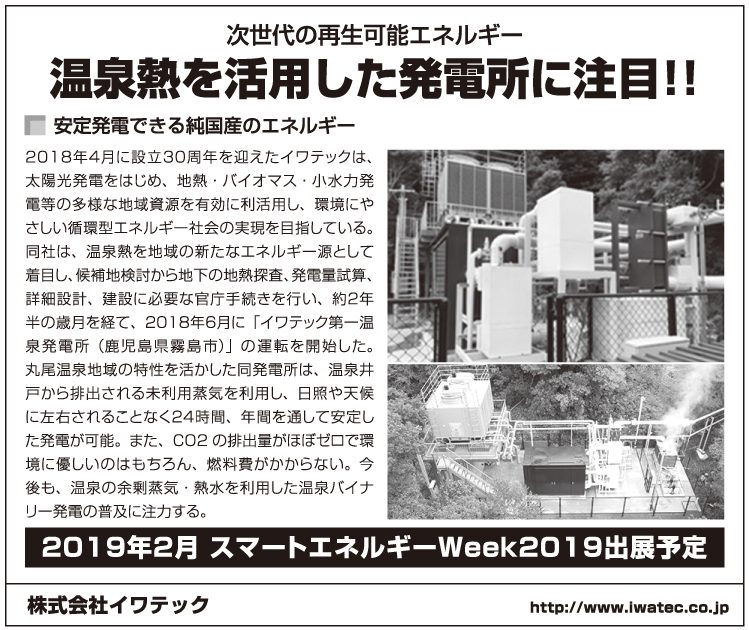 次世代の再生可能エネルギー
温泉熱を活用した発電所に注目!!
安定発電できる純国産のエネルギー
2018年4月に設立30周年を迎えたイワテックは、
太陽光発電をはじめ、地熱・バイオマス・小水力発
電等の多様な地域資源を有効に利活用し、環境にや
さしい循環型エネルギー社会の実現を目指している。
同社は、温泉熱を地域の新たなエネルギー源として
着目し、候補地検討から地下の地熱探査、発電量試算、
詳細設計、建設に必要な官庁手続きを行い、約2年
半の歳月を経て、2018年6月に「イワテック第一温
泉発電所（鹿児島県霧島市）」の運転を開始した。
丸尾温泉地域の特性を活かした同発電所は、温泉井
戸から排出される未利用蒸気を利用し、日照や天候
に左右されることなく24時間、年間を通して安定し
た発電が可能。また、CO2の排出量がほぼゼロで環
境に優しいのはもちろん、燃料費がかからない。今
後も、温泉の余剰蒸気・熱水を利用した温泉バイナ
リー発電の普及に注力する。
2019年2月 スマートエネルギーWeek2019出展予定
株式会社イワテック
http://www.iwatec.co.jp